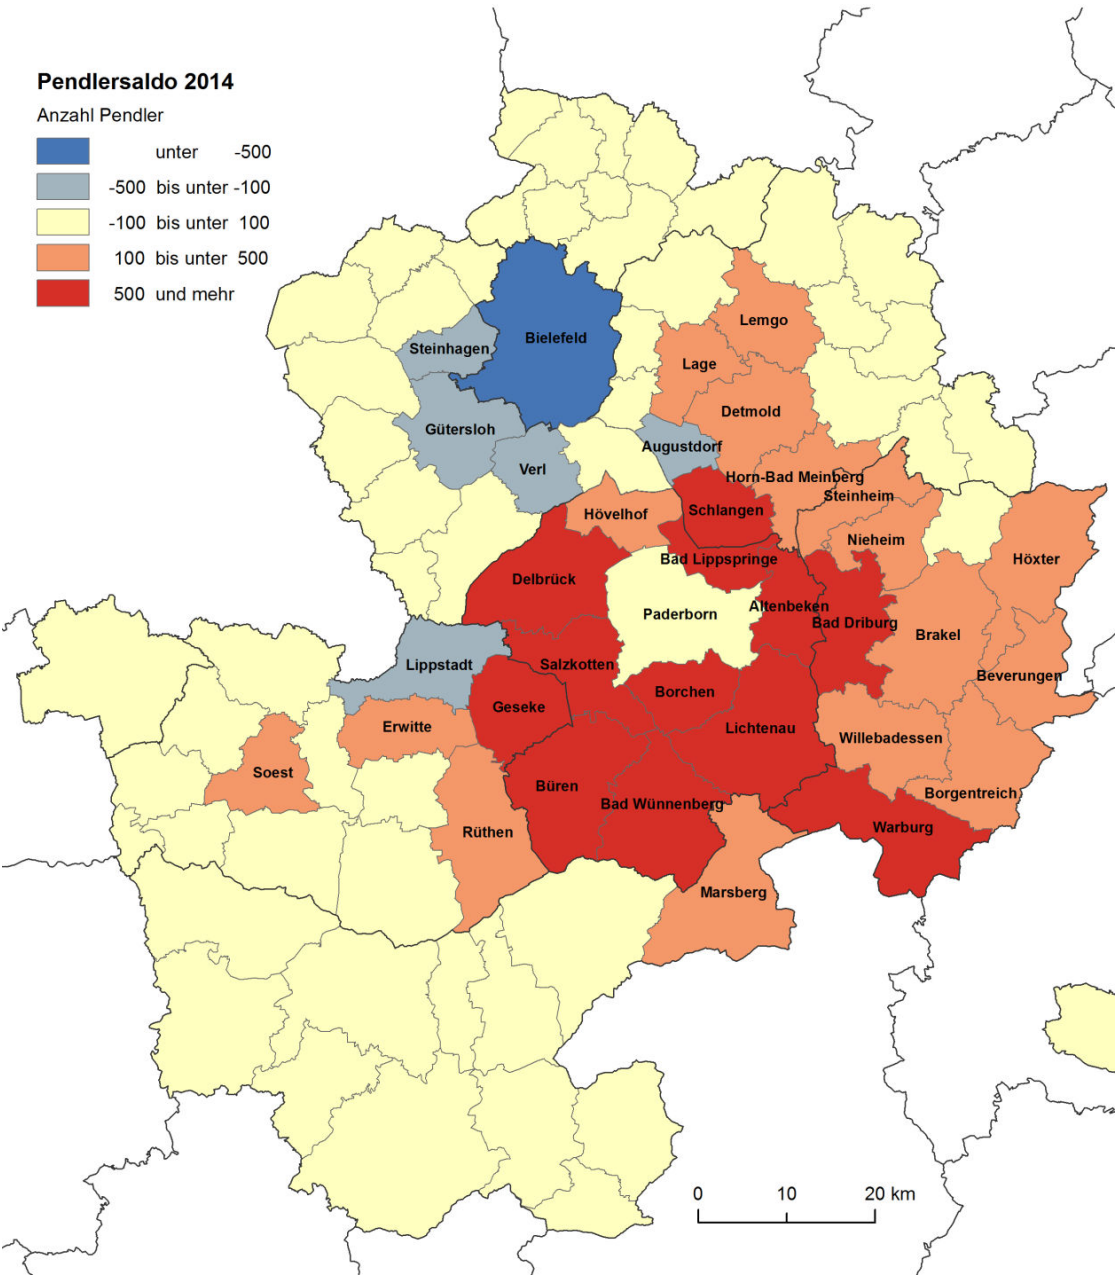 Pendlersaldo 2014
Anzahl Pendler
unter -500
-500 bis unter -100
-100 bis unter 100
100 bis unter 500
500 und mehr
Lemgo
Bielefeld
Steinhagen
Lage
Detmold
Gütersloh
Augustdorf
Verl
Horn-Bad Meinberg
Steinheim
Schlangen
Hövelhof
Nieheim
Bad Lippspringe
Höxter
Delbrück
Altenbeken
Paderborn
Bad Driburg
Brakel
Lippstadt
Salzkotten
Beverungen
Borchen
Geseke
Erwitte
Lichtenau
Willebadessen
Soest
Büren
Borgentreich
Bad Wünnenberg
Warburg
Rüthen
Marsberg
0 10 20 km